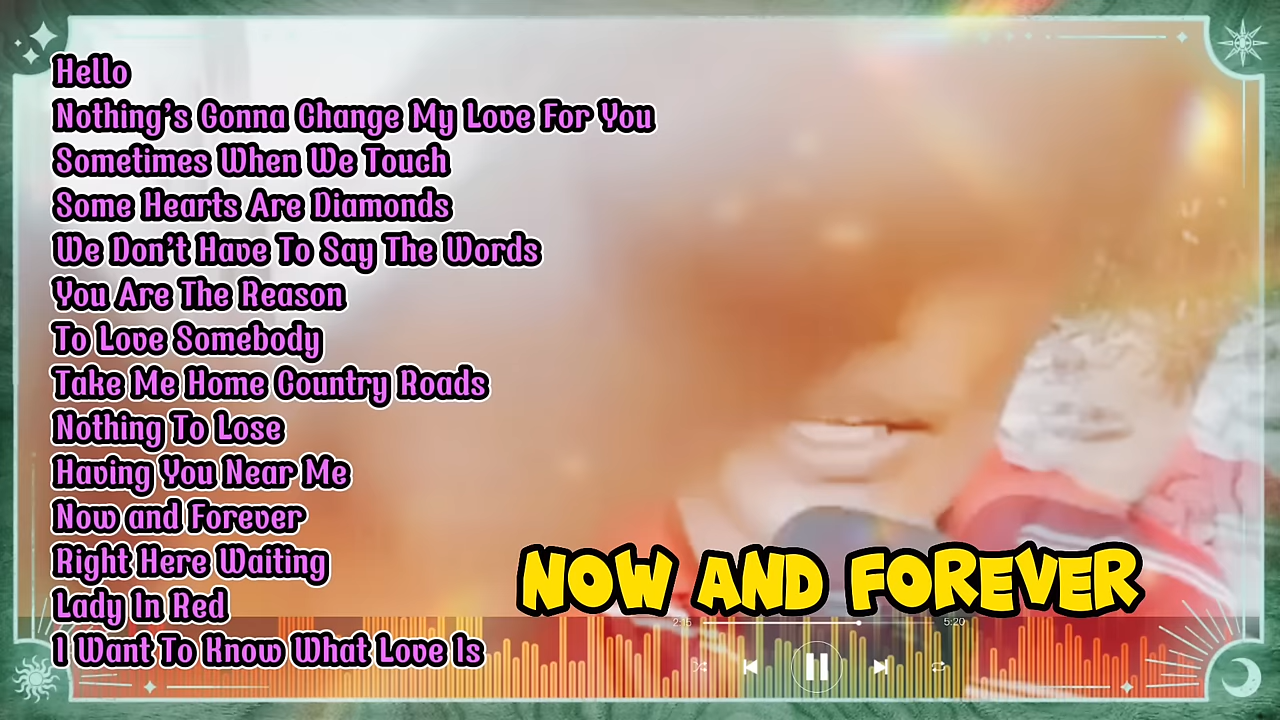 Hello
Nothing's Gonna Change My Love For You
Sometimes When We Touch
Some Hearts Are Diamonds
We Don't Have To Say The Words
You Are The Reason
To Love Somebody
Take Me Home Country Roads
Nothing To Lose
Having You Near Me
Now and Forever
Right Here Waiting
Lady In Red
I Want To Know What Love Is
NOW AND FOREVER
2:15 5:20